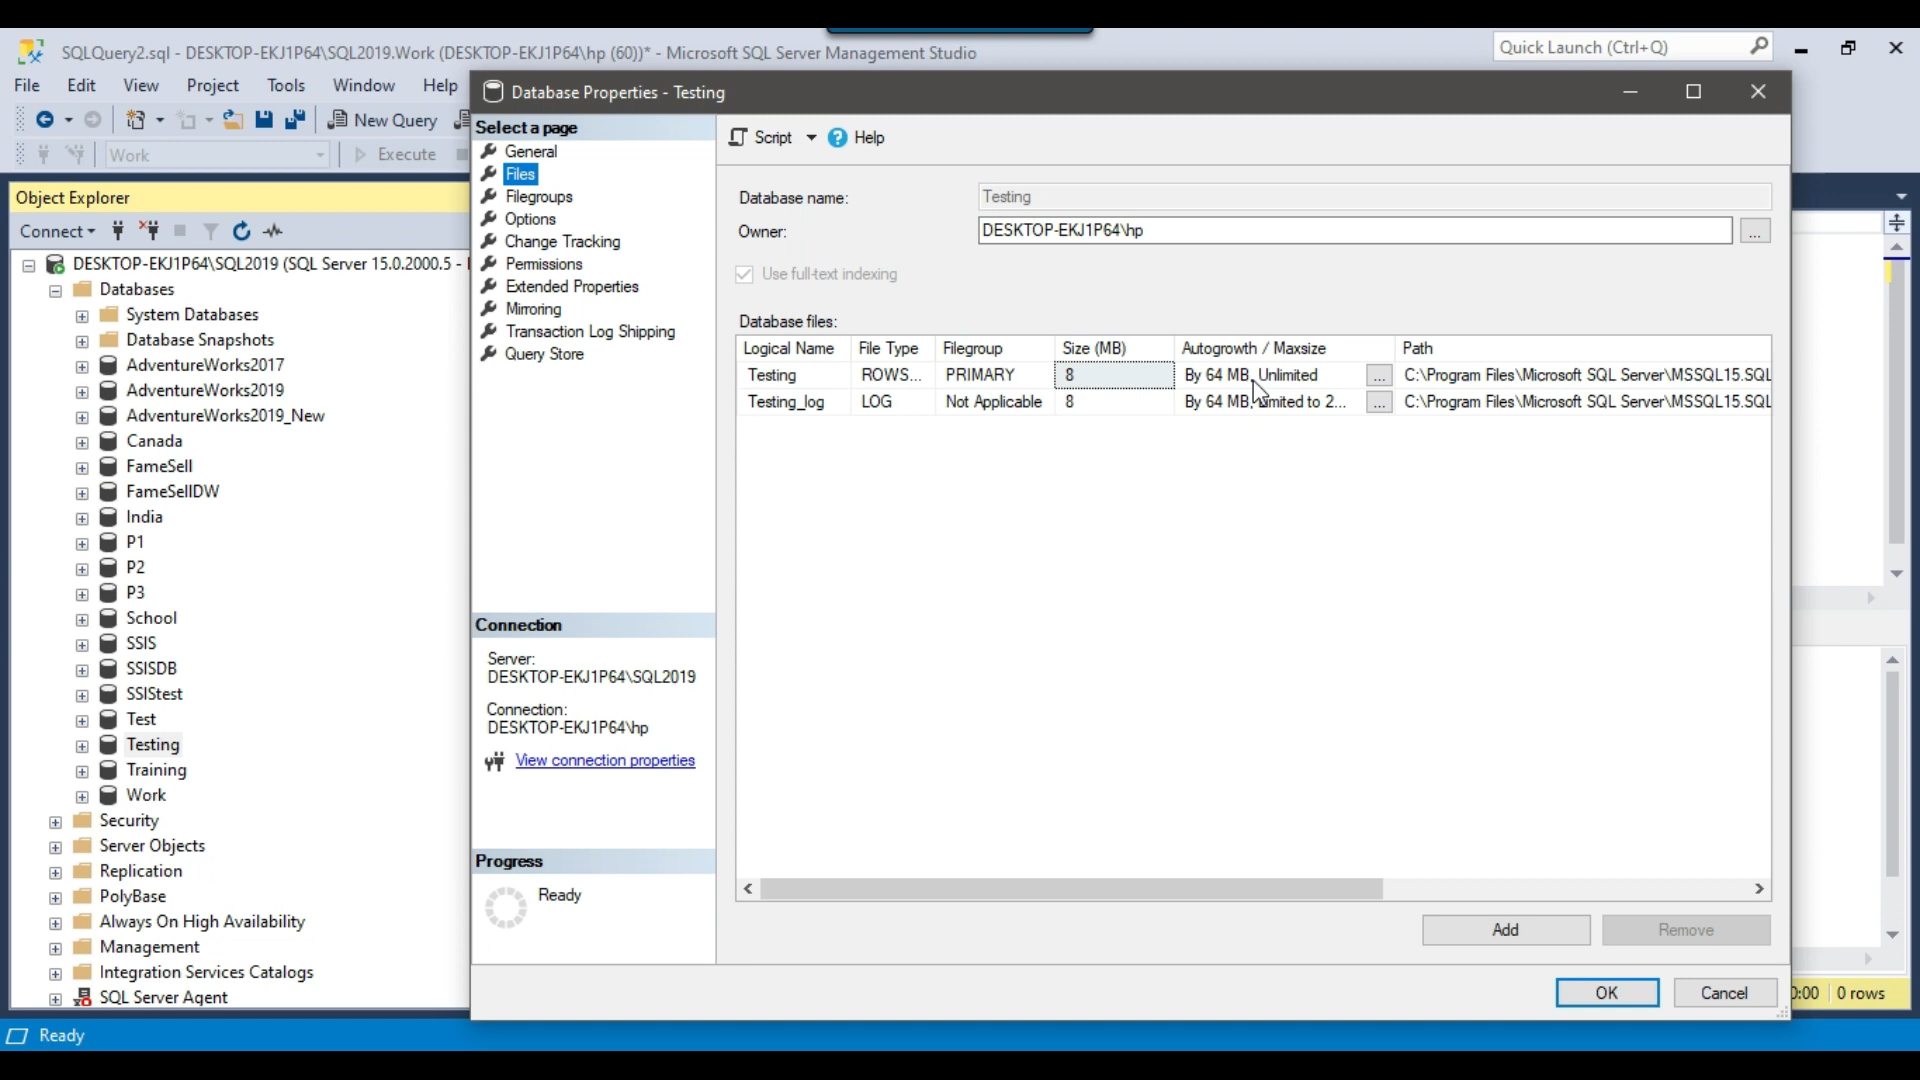 SQLQuery2.sql - DESKTOP-EKJ1P64\SQL2019.Work (DESKTOP-EKJ1P64\hp (60))* - Microsoft SQL Server Management Studio
Quick Launch (Ctrl+Q)
File Edit View Project Tools Window Help
New Query
Work
Execute
Object Explorer
Connect
DESKTOP-EKJ1P64\SQL2019 (SQL Server 15.0.2000.5 -
Databases
System Databases
Database Snapshots
AdventureWorks2017
AdventureWorks2019
AdventureWorks2019_New
Canada
FameSell
FameSellDW
India
P1
P2
P3
School
SSIS
SSISDB
SSIStest
Test
Testing
Training
Work
Security
Server Objects
Replication
PolyBase
Always On High Availability
Management
Integration Services Catalogs
SQL Server Agent
Database Properties - Testing
Select a page
General
Files
Filegroups
Options
Change Tracking
Permissions
Extended Properties
Mirroring
Transaction Log Shipping
Query Store
Connection
Server:
DESKTOP-EKJ1P64\SQL2019
Connection:
DESKTOP-EKJ1P64\hp
View connection properties
Progress
Ready
Script Help
Database name: Testing
Owner: DESKTOP-EKJ1P64\hp ...
Use full-text indexing
Database files:
Logical Name File Type Filegroup Size (MB) Autogrowth / Maxsize Path
Testing ROWS... PRIMARY 8 By 64 MB, Unlimited ... C:\Program Files\Microsoft SQL Server\MSSQL15.SQL
Testing_log LOG Not Applicable 8 By 64 MB, Limited to 2... ... C:\Program Files\Microsoft SQL Server\MSSQL15.SQL
Add Remove
OK Cancel
0:00 0 rows
Ready